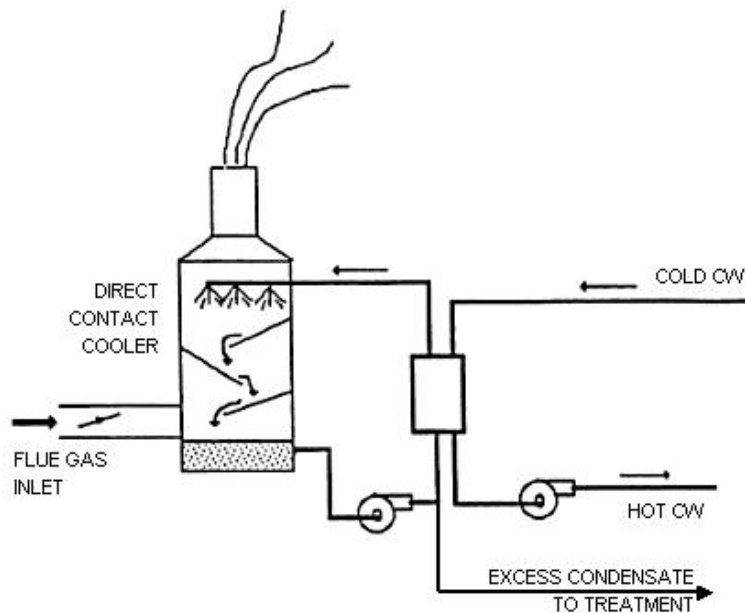 DIRECT
CONTACT
COOLER
COLD CW
FLUE GAS
INLET
HOT CW
EXCESS CONDENSATE
TO TREATMENT